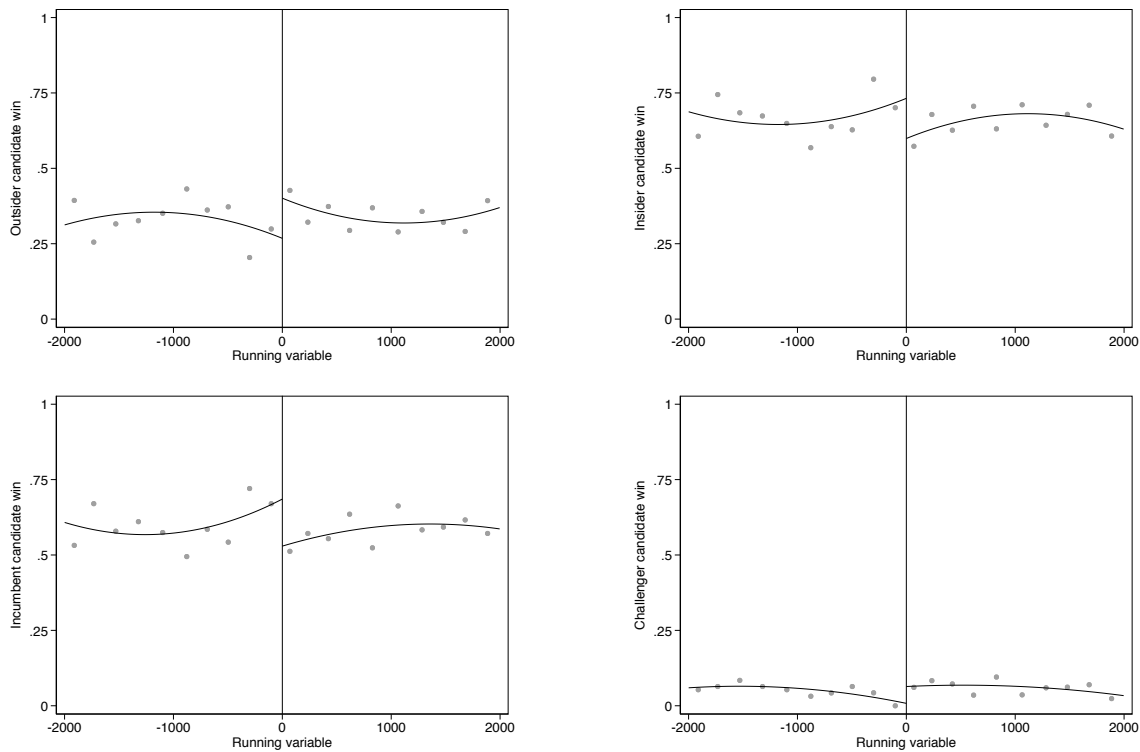 1
.75
.5
.25
0
Outsider candidate win
-2000 -1000 0 1000 2000
Running variable
1
.75
.5
.25
0
Insider candidate win
-2000 -1000 0 1000 2000
Running variable
1
.75
.5
.25
0
Incumbent candidate win
-2000 -1000 0 1000 2000
Running variable
1
.75
.5
.25
0
Challenger candidate win
-2000 -1000 0 1000 2000
Running variable